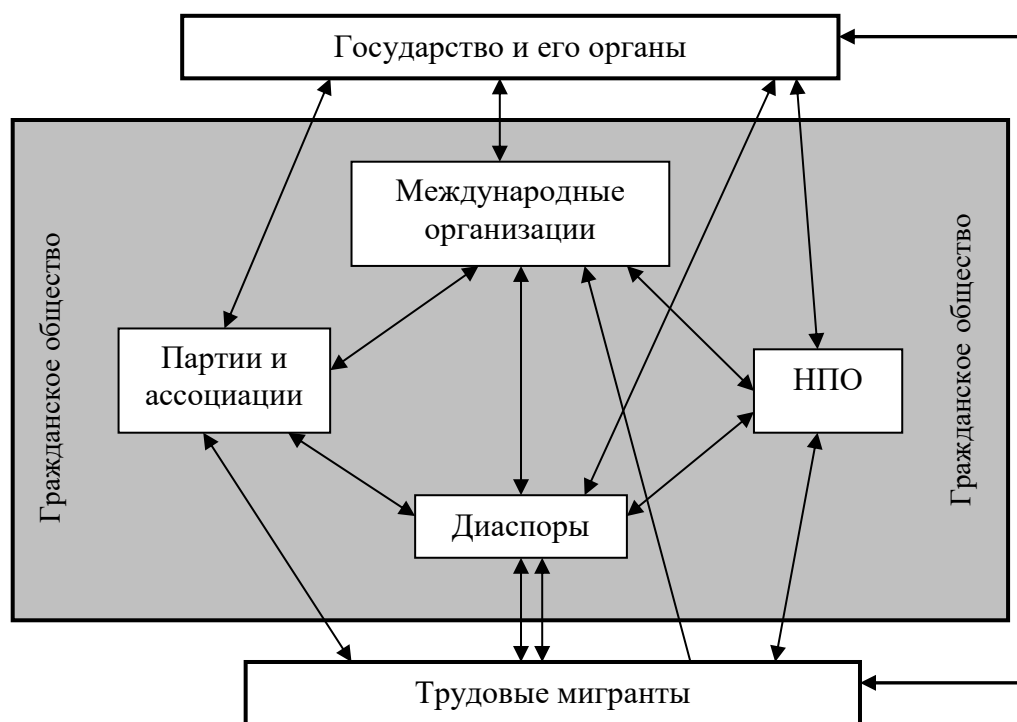 Государство и его органы
Международные
организации
Гражданское общество
Гражданское общество
Партии и
ассоциации
НПО
Диаспоры
Трудовые мигранты